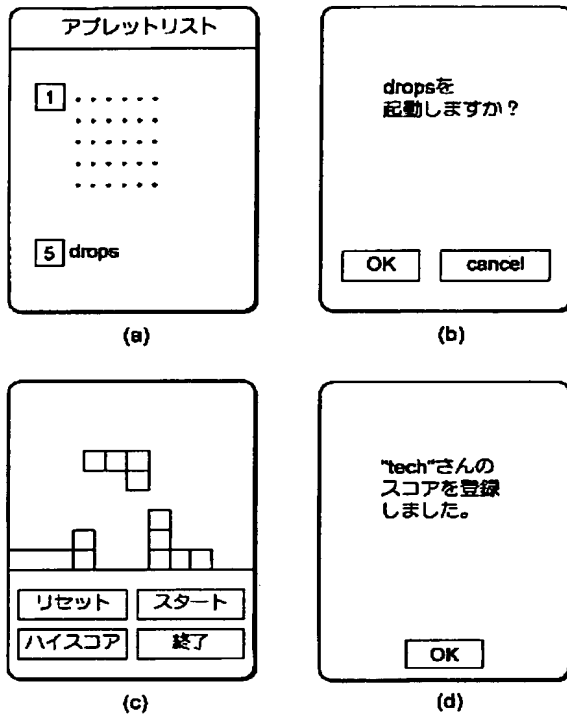 アプレットリスト
1
5 drops
(a)
dropsを
起動しますか?
OK cancel
(b)
リセット スタート
ハイスコア 終了
(c)
"tech"さんの
スコアを登録
しました。
OK
(d)